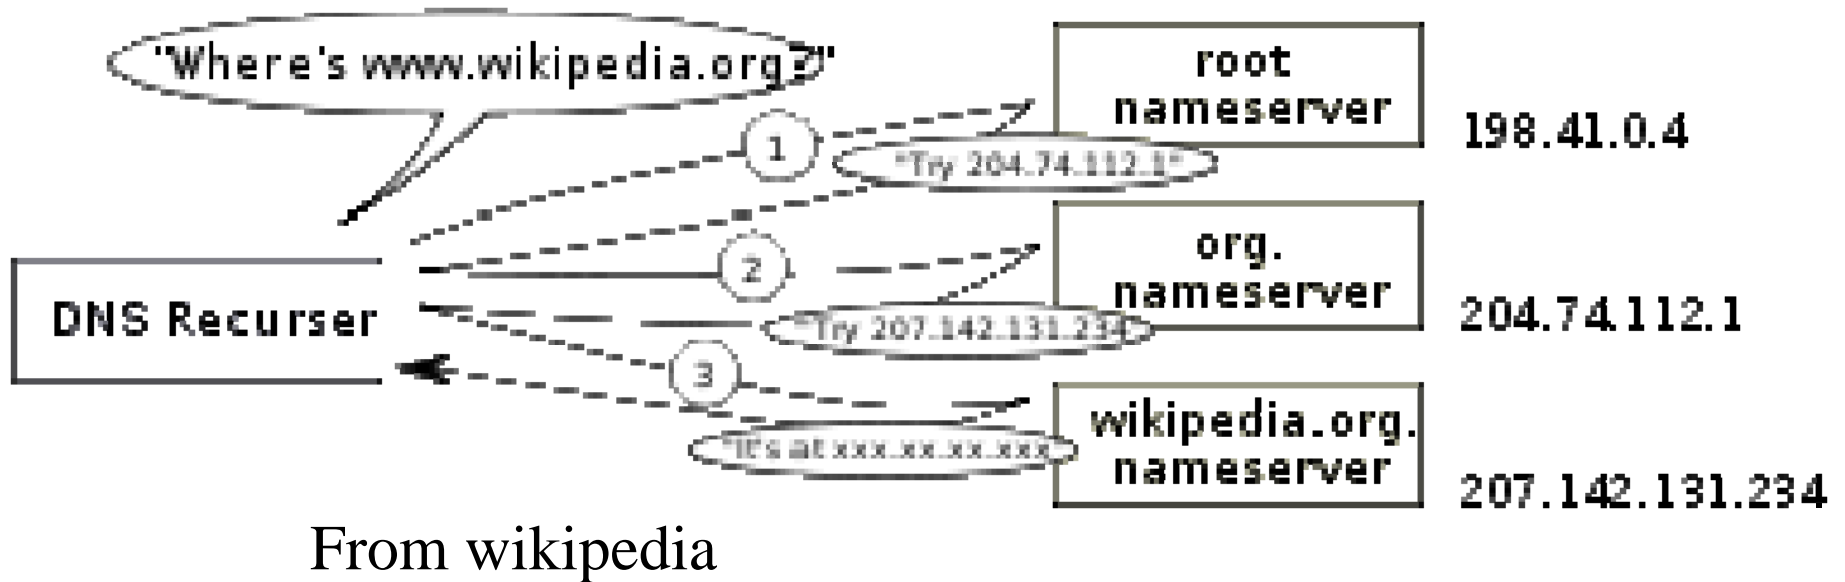 "Where's www.wikipedia.org?"
root
nameserver
198.41.0.4
1
"Try 204.74.112.1"
org.
nameserver
204.74.112.1
2
"Try 207.142.131.234"
DNS Recurser
3
wikipedia.org.
nameserver
207.142.131.234
"It's at xxx.xx.xx.xxx"
From wikipedia